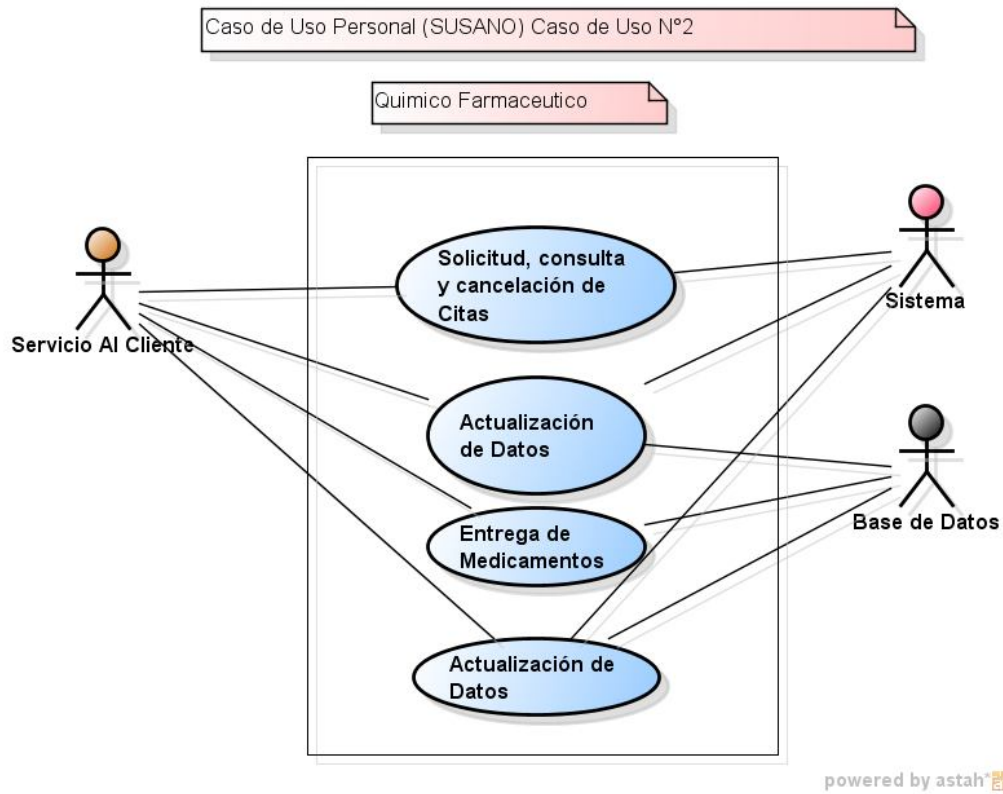 Caso de Uso Personal (SUSANO) Caso de Uso N°2
Quimico Farmaceutico
Solicitud, consulta
y cancelación de
Citas
Sistema
Servicio Al Cliente
Actualización
de Datos
Base de Datos
Entrega de
Medicamentos
Actualización de
Datos
powered by astah*